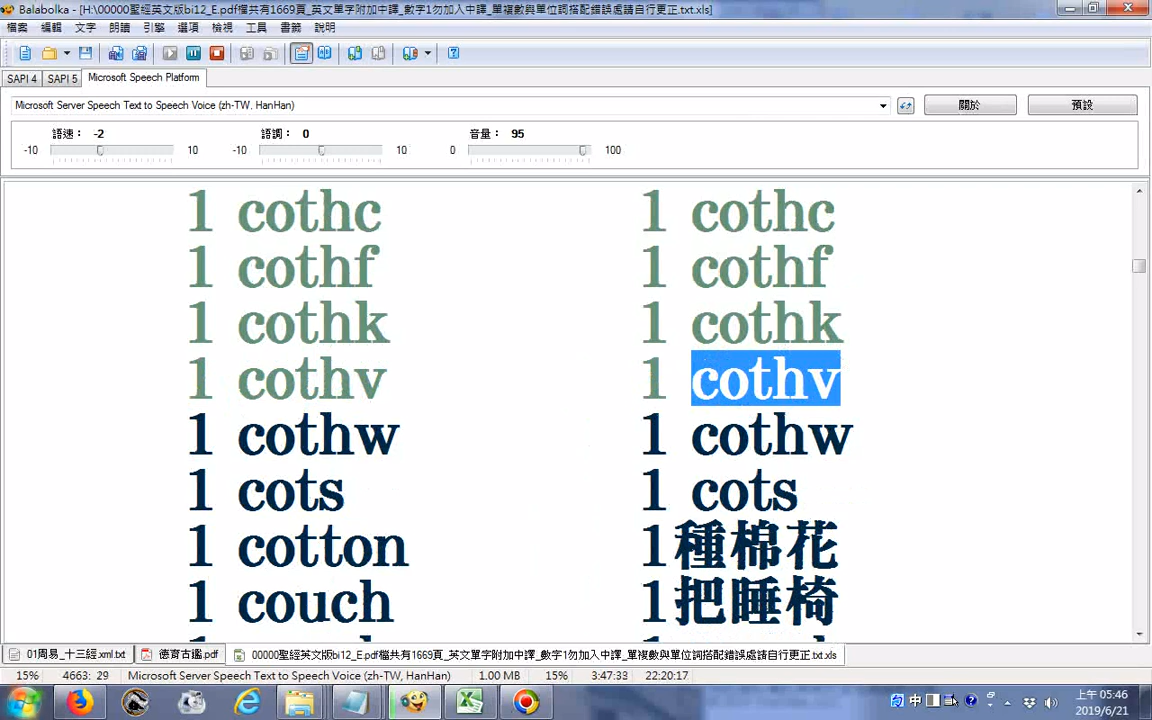 Balabolka - [H:\00000聖經英文版bi12_E.pdf檔共有1669頁_英文單字附加中譯_數字1勿加入中譯_單複數與單位詞搭配錯誤處請自行更正.txt.xls]
檔案 編輯 文字 朗讀 引擎 選項 檢視 工具 書籤 說明
SAPI 4 SAPI 5 Microsoft Speech Platform
Microsoft Server Speech Text to Speech Voice (zh-TW, HanHan) 關於 預設
語速： -2 語調： 0 音量： 95
-10 10 -10 10 0 100
1 cothc 1 cothc
1 cothf 1 cothf
1 cothk 1 cothk
1 cothv 1 cothv
1 cothw 1 cothw
1 cots 1 cots
1 cotton 1種棉花
1 couch 1把睡椅
01周易_十三經.xml.txt 德育古鑑.pdf 00000聖經英文版bi12_E.pdf檔共有1669頁_英文單字附加中譯_數字1勿加入中譯_單複數與單位詞搭配錯誤處請自行更正.txt.xls
15% 4663: 29 Microsoft Server Speech Text to Speech Voice (zh-TW, HanHan) 1.00 MB 15% 3:47:33 22:20:17
中 上午 05:46
2019/6/21